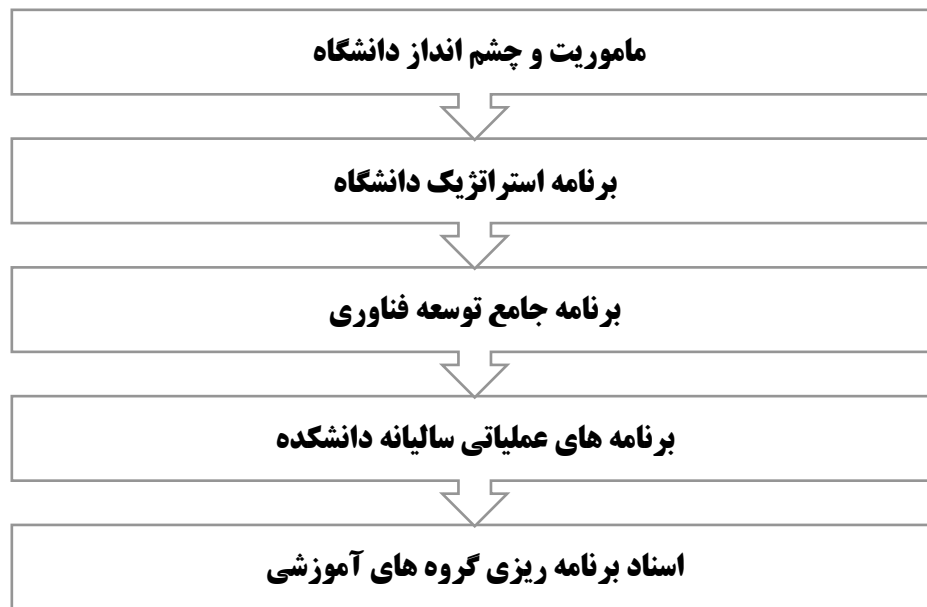 ماموریت و چشم انداز دانشگاه
برنامه استراتژیک دانشگاه
برنامه جامع توسعه فناوری
برنامه های عملیاتی سالیانه دانشکده
اسناد برنامه ریزی گروه های آموزشی